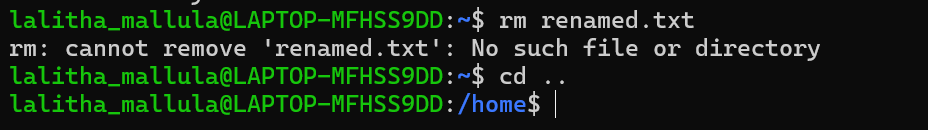 lalitha_mallula@LAPTOP-MFHSS9DD:~$ rm renamed.txt
rm: cannot remove 'renamed.txt': No such file or directory
lalitha_mallula@LAPTOP-MFHSS9DD:~$ cd ..
lalitha_mallula@LAPTOP-MFHSS9DD:/home$